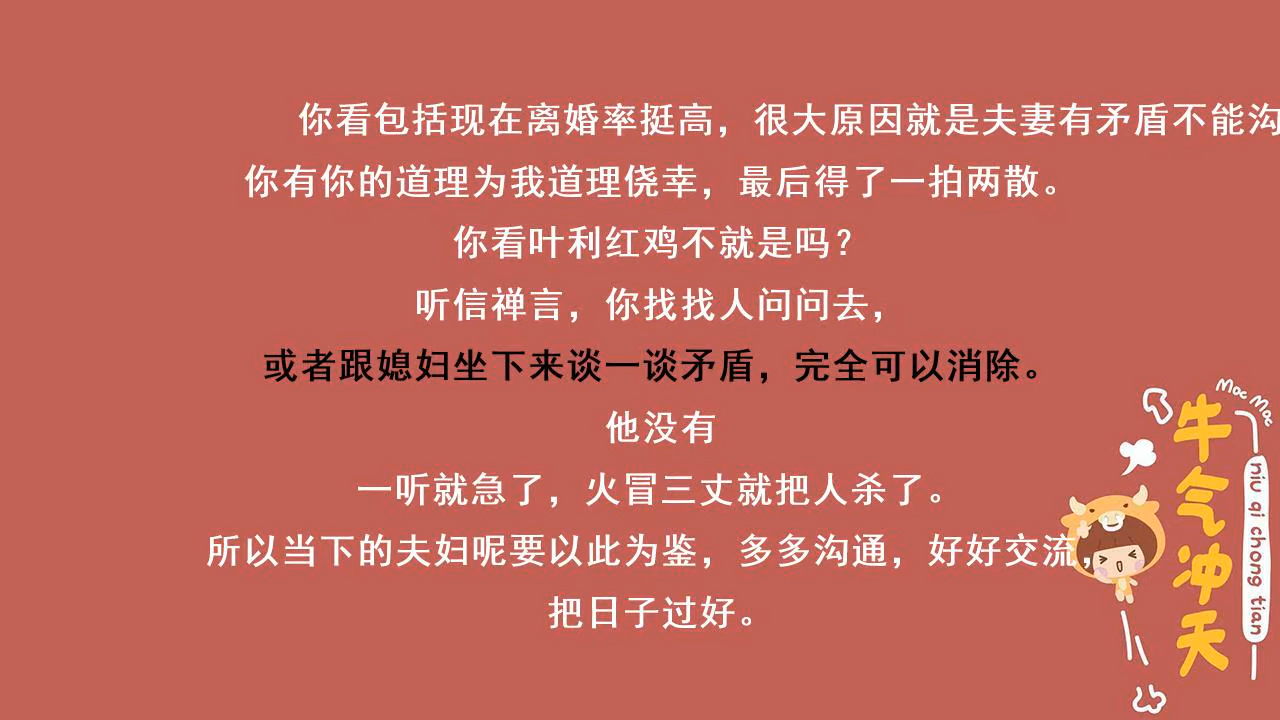 你看包括现在离婚率挺高，很大原因就是夫妻有矛盾不能沟
你有你的道理为我道理侥幸，最后得了一拍两散。
你看叶利红鸡不就是吗？
听信禅言，你找找人问问去，
或者跟媳妇坐下来谈一谈矛盾，完全可以消除。
他没有
一听就急了，火冒三丈就把人杀了。
所以当下的夫妇呢要以此为鉴，多多沟通，好好交流，
把日子过好。
Moc Moc
牛气冲天
niu qi chong tian